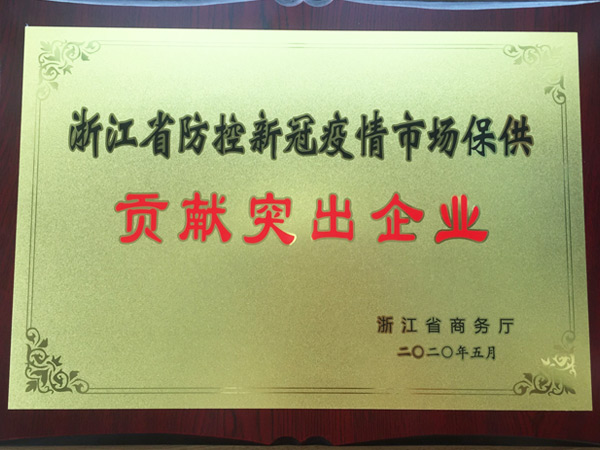 浙江省防控新冠疫情市场保供
贡献突出企业
浙江省商务厅
二〇二〇年五月